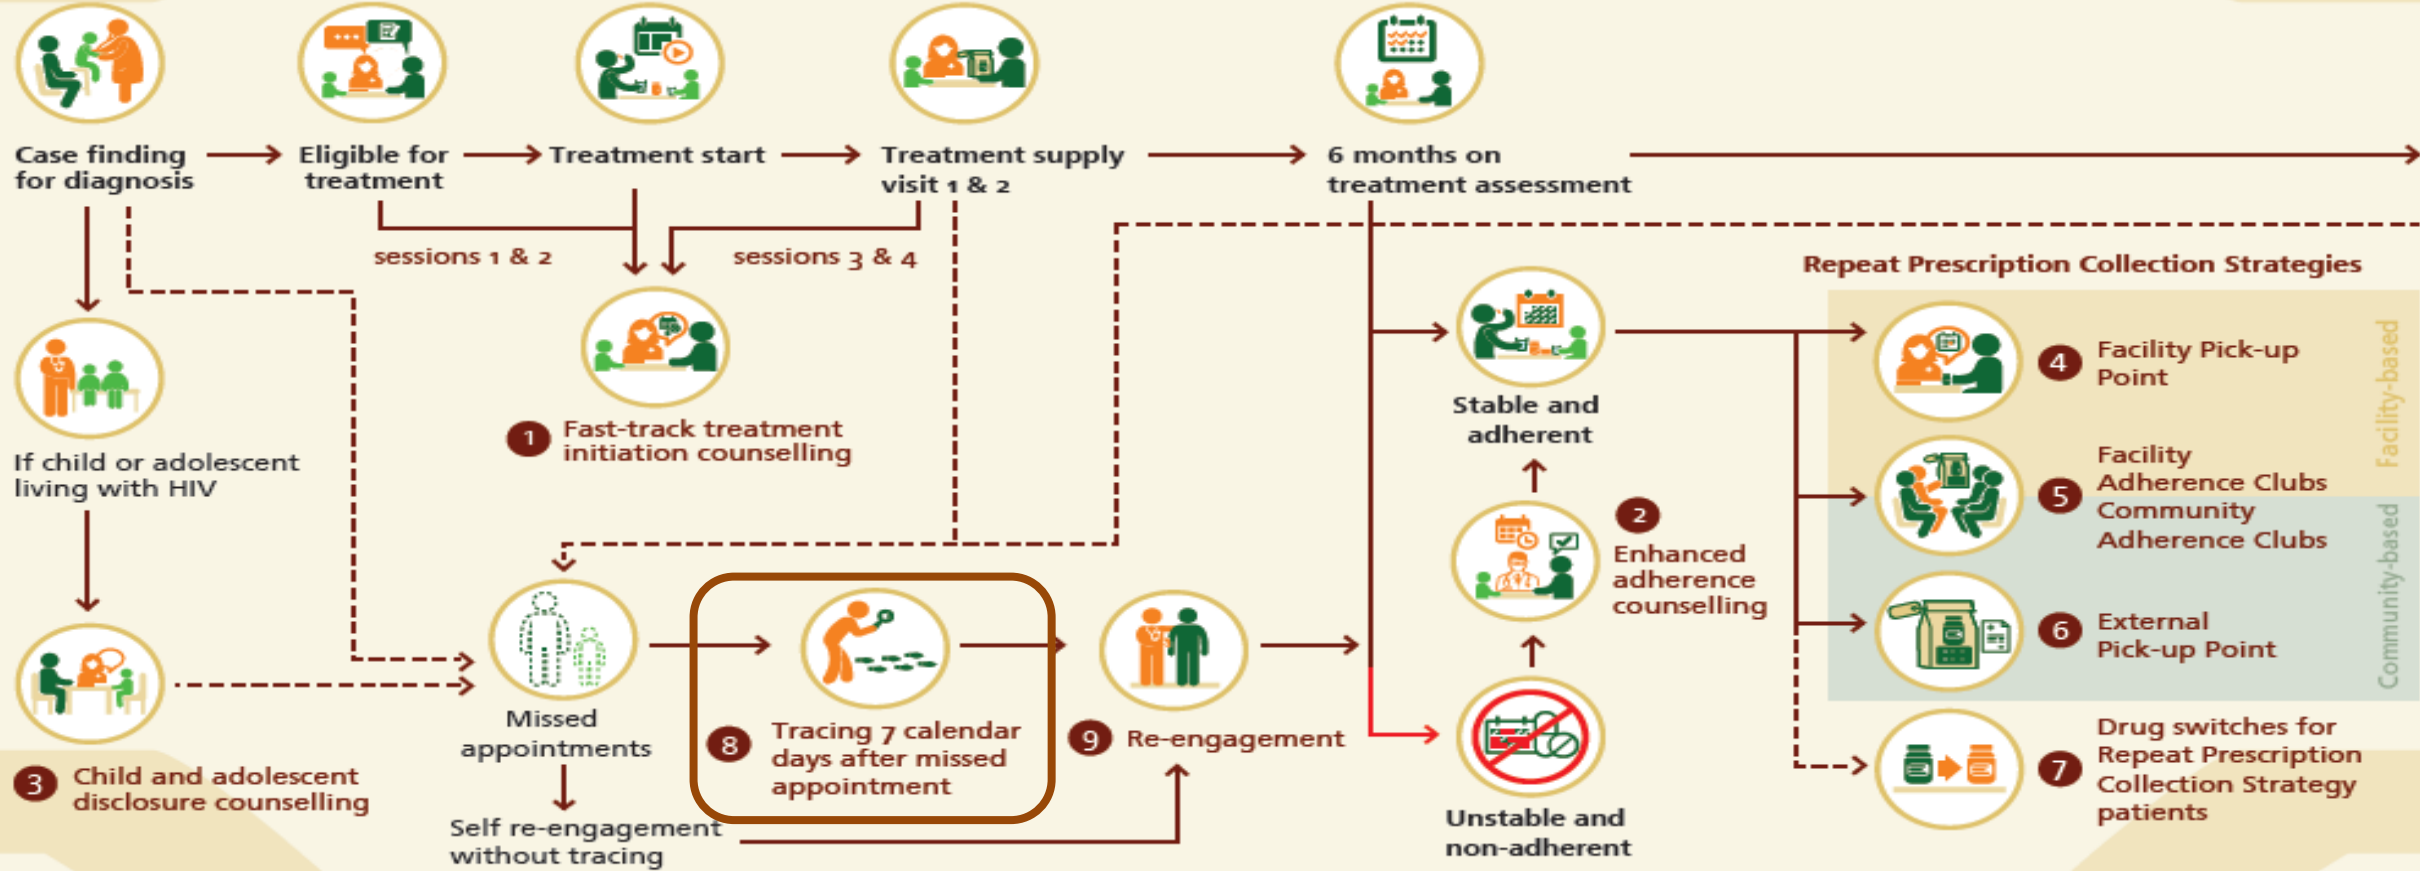 Case finding
for diagnosis
Eligible for
treatment
Treatment start
Treatment supply
visit 1 & 2
6 months on
treatment assessment
sessions 1 & 2
sessions 3 & 4
Repeat Prescription Collection Strategies
1
Fast-track treatment
initiation counselling
If child or adolescent
living with HIV
Stable and
adherent
4
Facility Pick-up
Point
Facility-based
5
Facility
Adherence Clubs
Community
Adherence Clubs
Community-based
2
Enhanced
adherence
counselling
6
External
Pick-up Point
Missed
appointments
8
Tracing 7 calendar
days after missed
appointment
9
Re-engagement
3
Child and adolescent
disclosure counselling
Self re-engagement
without tracing
Unstable and
non-adherent
7
Drug switches for
Repeat Prescription
Collection Strategy
patients